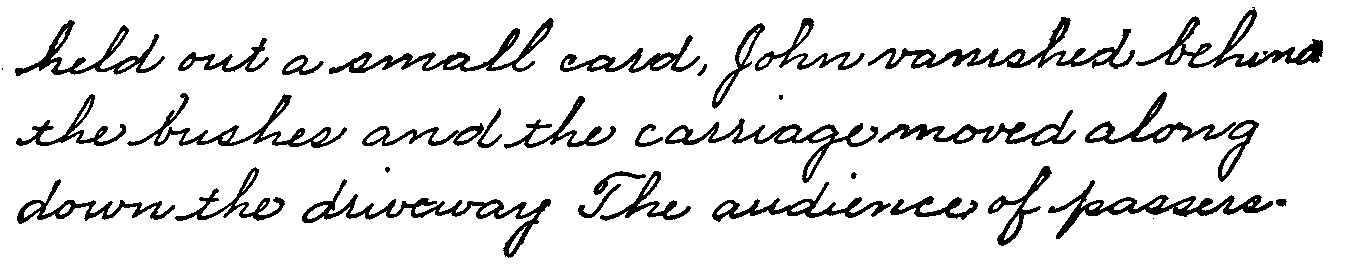 held out a small card, John vanished behind
the bushes and the carriage moved along
down the driveway The audience of passers-